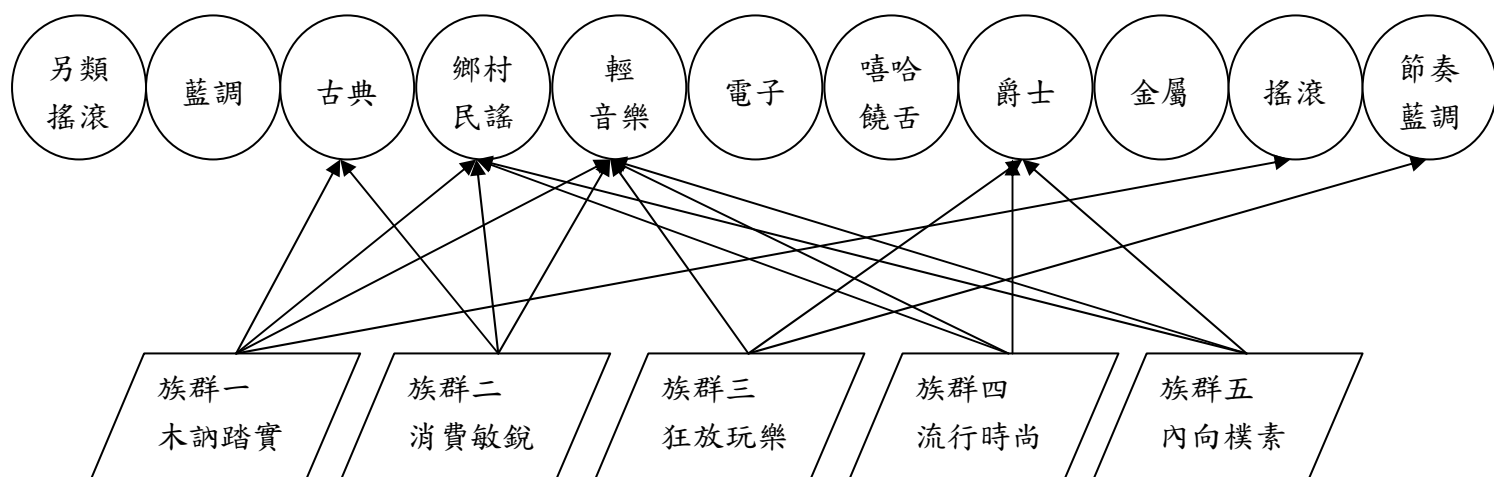 另類
搖滾
藍調
古典
鄉村
民謠
輕
音樂
電子
嘻哈
饒舌
爵士
金屬
搖滾
節奏
藍調
族群一
木訥踏實
族群二
消費敏銳
族群三
狂放玩樂
族群四
流行時尚
族群五
內向樸素